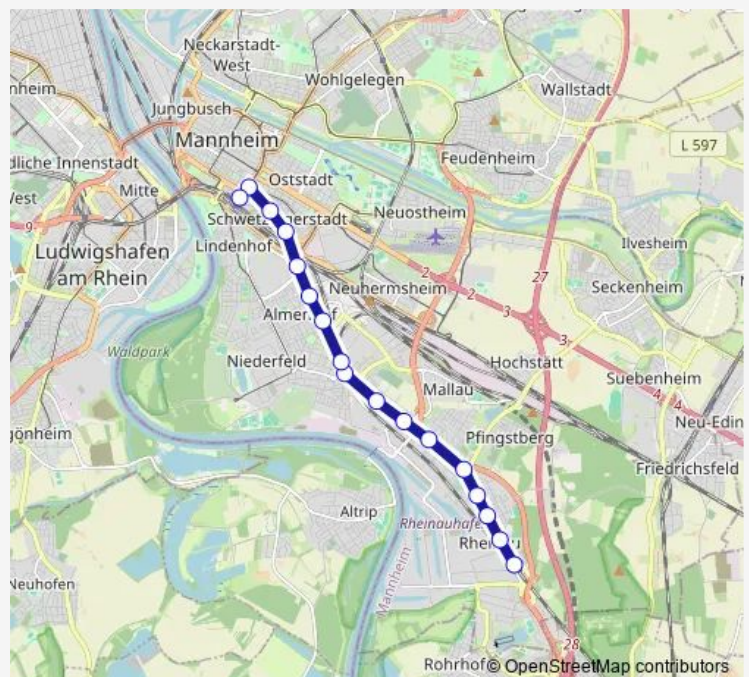 Neckarstadt-
West
Wohlgelegen
Wallstadt
nheim
Jungbusch
Mannheim
L 597
Feudenheim
dliche Innenstadt
Oststadt
Mitte
West
Neuostheim
9
Lindenhof
Ilvesheim
Ludwigshafen
am Rhein
2
27
2
3
Neuhermsheim
Seckenheim
3
Waldpark
Niederfeld
Hochstätt
Mallau
Suebenheim
4
4
gönheim
Neu-Edin
Pfingstberg
Friedrichsfeld
Altrip
Rheinauhafe
Mannheim
Neuhofen
28
Rohrhof
© OpenStreetMap contributors